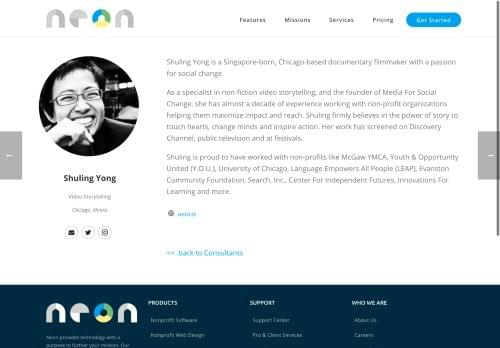 neon
Features
Missions
Services
Pricing
Get Started
Shuling Yong is a Singapore-born, Chicago-based documentary filmmaker with a passion
for social change.
As a specialist in non-fiction video storytelling, and the founder of Media For Social
Change, she has almost a decade of experience working with non-profit organizations
helping them maximize impact and reach. Shuling firmly believes in the power of story to
touch hearts, change minds and inspire action. Her work has screened on Discovery
Channel, public television and at festivals.
Shuling is proud to have worked with non-profits like McGaw YMCA, Youth & Opportunity
United (Y.O.U.), University of Chicago, Language Empowers All People (LEAP), Evanston
Community Foundation, Search, Inc., Center For Independent Futures, Innovations For
Learning and more.
website
<< back to Consultants
Shuling Yong
Video Storytelling
Chicago, Illinois
neon
Neon provides technology with a
purpose to further your mission. Our
PRODUCTS
Nonprofit Software
Nonprofit Web Design
SUPPORT
Support Center
Pro & Client Services
WHO WE ARE
About Us
Careers